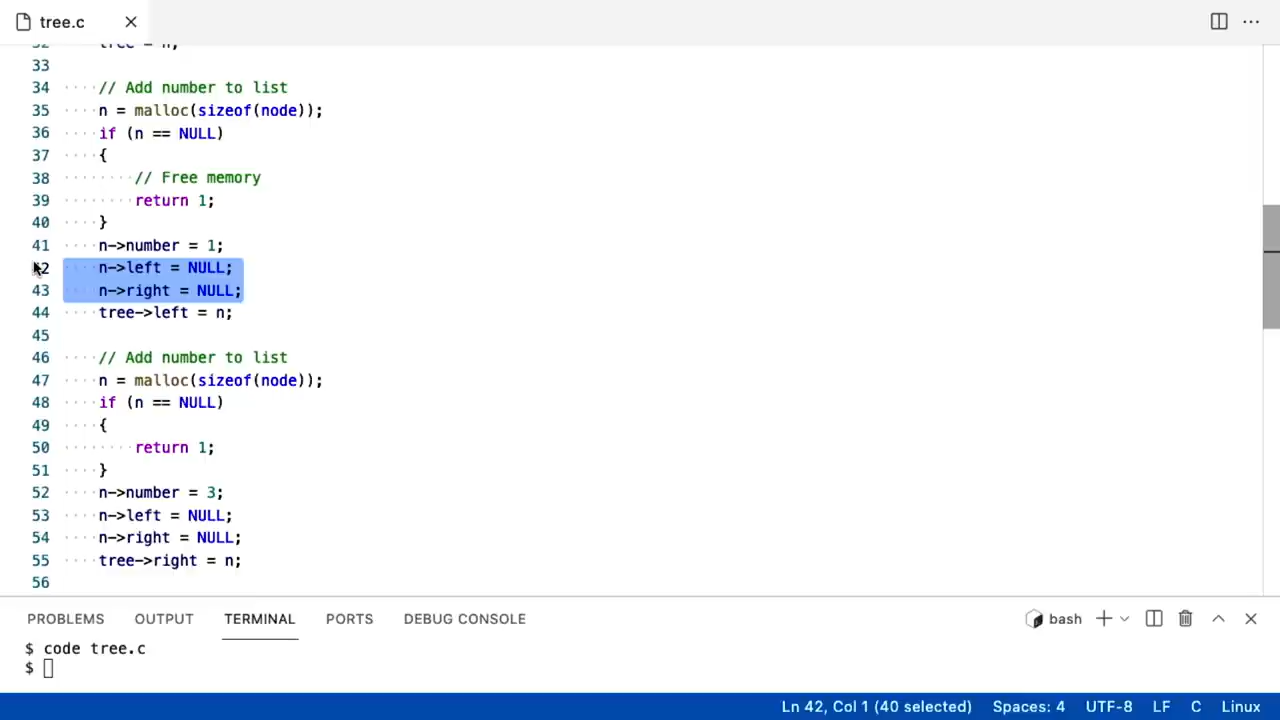 tree.c
32 tree = n;
33
34 // Add number to list
35 n = malloc(sizeof(node));
36 if (n == NULL)
37 {
38 // Free memory
39 return 1;
40 }
41 n->number = 1;
42 n->left = NULL;
43 n->right = NULL;
44 tree->left = n;
45
46 // Add number to list
47 n = malloc(sizeof(node));
48 if (n == NULL)
49 {
50 return 1;
51 }
52 n->number = 3;
53 n->left = NULL;
54 n->right = NULL;
55 tree->right = n;
56
PROBLEMS OUTPUT TERMINAL PORTS DEBUG CONSOLE bash
$ code tree.c
$
Ln 42, Col 1 (40 selected) Spaces: 4 UTF-8 LF C Linux